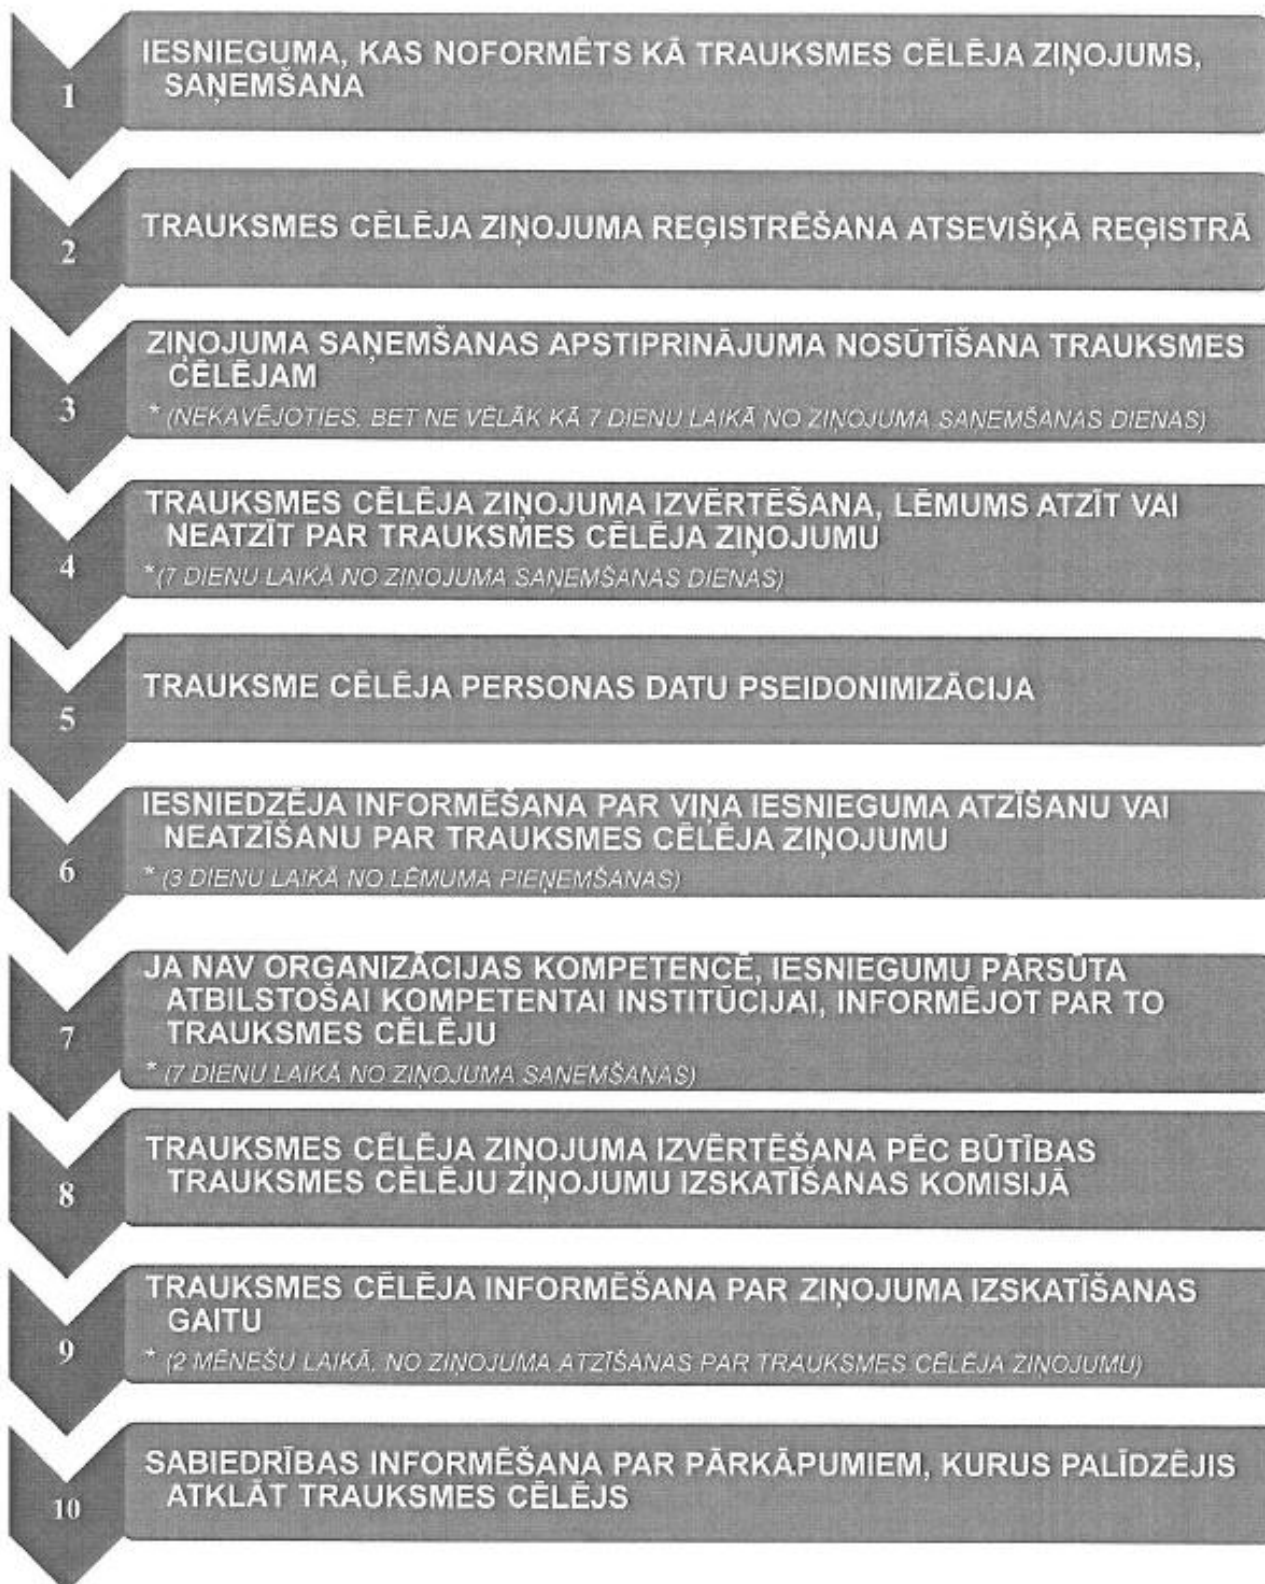 1
IESNIEGUMA, KAS NOFORMĒTS KĀ TRAUKSMES CĒLĒJA ZIŅOJUMS,
SAŅEMŠANA
2
TRAUKSMES CĒLĒJA ZIŅOJUMA REĢISTRĒŠANA ATSEVIŠĶĀ REĢISTRĀ
3
ZIŅOJUMA SAŅEMŠANAS APSTIPRINĀJUMA NOSŪTĪŠANA TRAUKSMES
CĒLĒJAM
* (NEKAVĒJOTIES, BET NE VĒLĀK KĀ 7 DIENU LAIKĀ NO ZIŅOJUMA SAŅEMŠANAS DIENAS)
4
TRAUKSMES CĒLĒJA ZIŅOJUMA IZVĒRTĒŠANA, LĒMUMS ATZĪT VAI
NEATZĪT PAR TRAUKSMES CĒLĒJA ZIŅOJUMU
*(7 DIENU LAIKĀ NO ZIŅOJUMA SAŅEMŠANAS DIENAS)
5
TRAUKSME CĒLĒJA PERSONAS DATU PSEIDONIMIZĀCIJA
6
IESNIEDZĒJA INFORMĒŠANA PAR VIŅA IESNIEGUMA ATZĪŠANU VAI
NEATZĪŠANU PAR TRAUKSMES CĒLĒJA ZIŅOJUMU
* (3 DIENU LAIKĀ NO LĒMUMA PIEŅEMŠANAS)
7
JA NAV ORGANIZĀCIJAS KOMPETENCĒ, IESNIEGUMU PĀRSŪTA
ATBILSTOŠAI KOMPETENTAI INSTITŪCIJAI, INFORMĒJOT PAR TO
TRAUKSMES CĒLĒJU
* (7 DIENU LAIKĀ NO ZIŅOJUMA SAŅEMŠANAS)
8
TRAUKSMES CĒLĒJA ZIŅOJUMA IZVĒRTĒŠANA PĒC BŪTĪBAS
TRAUKSMES CĒLĒJU ZIŅOJUMU IZSKATĪŠANAS KOMISIJĀ
9
TRAUKSMES CĒLĒJA INFORMĒŠANA PAR ZIŅOJUMA IZSKATĪŠANAS
GAITU
* (2 MĒNEŠU LAIKĀ, NO ZIŅOJUMA ATZĪŠANAS PAR TRAUKSMES CĒLĒJA ZIŅOJUMU)
10
SABIEDRĪBAS INFORMĒŠANA PAR PĀRKĀPUMIEM, KURUS PALĪDZĒJIS
ATKLĀT TRAUKSMES CĒLĒJS